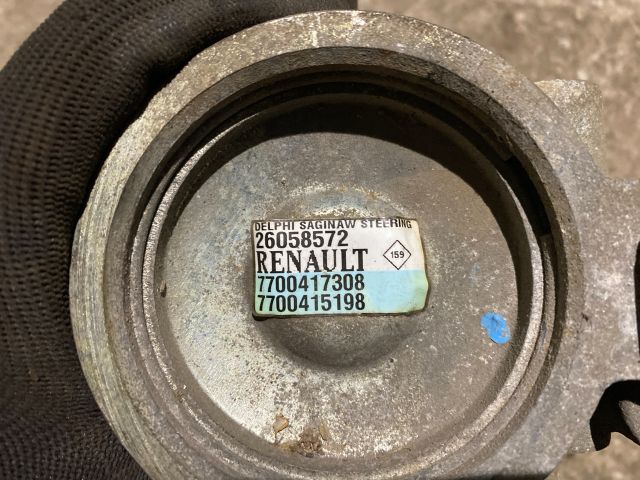 DELPHI SAGINAW STEERING
26058572
RENAULT
159
7700417308
7700415198